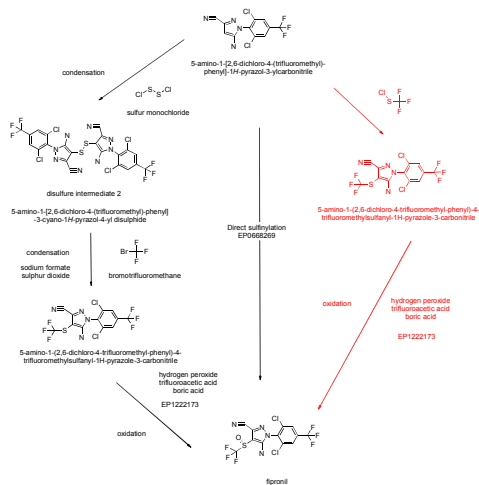 5-amino-1-[2,6-dichloro-4-(trifluoromethyl)-
phenyl]-1H-pyrazol-3-ylcarbonitrile
condensation
sulfur monochloride
disulfure intermediate 2
5-amino-1-[2,6-dichloro-4-(trifluoromethyl)-phenyl]
-3-cyano-1H-pyrazol-4-yl disulphide
5-amino-1-(2,6-dichloro-4-trifluoromethyl-phenyl)-4-
trifluoromethylsulfanyl-1H-pyrazole-3-carbonitrile
Direct sulfinylation
EP0668269
condensation
sodium formate
sulphur dioxide
bromotrifluoromethane
oxidation
hydrogen peroxide
trifluoroacetic acid
boric acid
EP1222173
5-amino-1-(2,6-dichloro-4-trifluoromethyl-phenyl)-4-
trifluoromethylsulfanyl-1H-pyrazole-3-carbonitrile
hydrogen peroxide
trifluoroacetic acid
boric acid
EP1222173
oxidation
fipronil